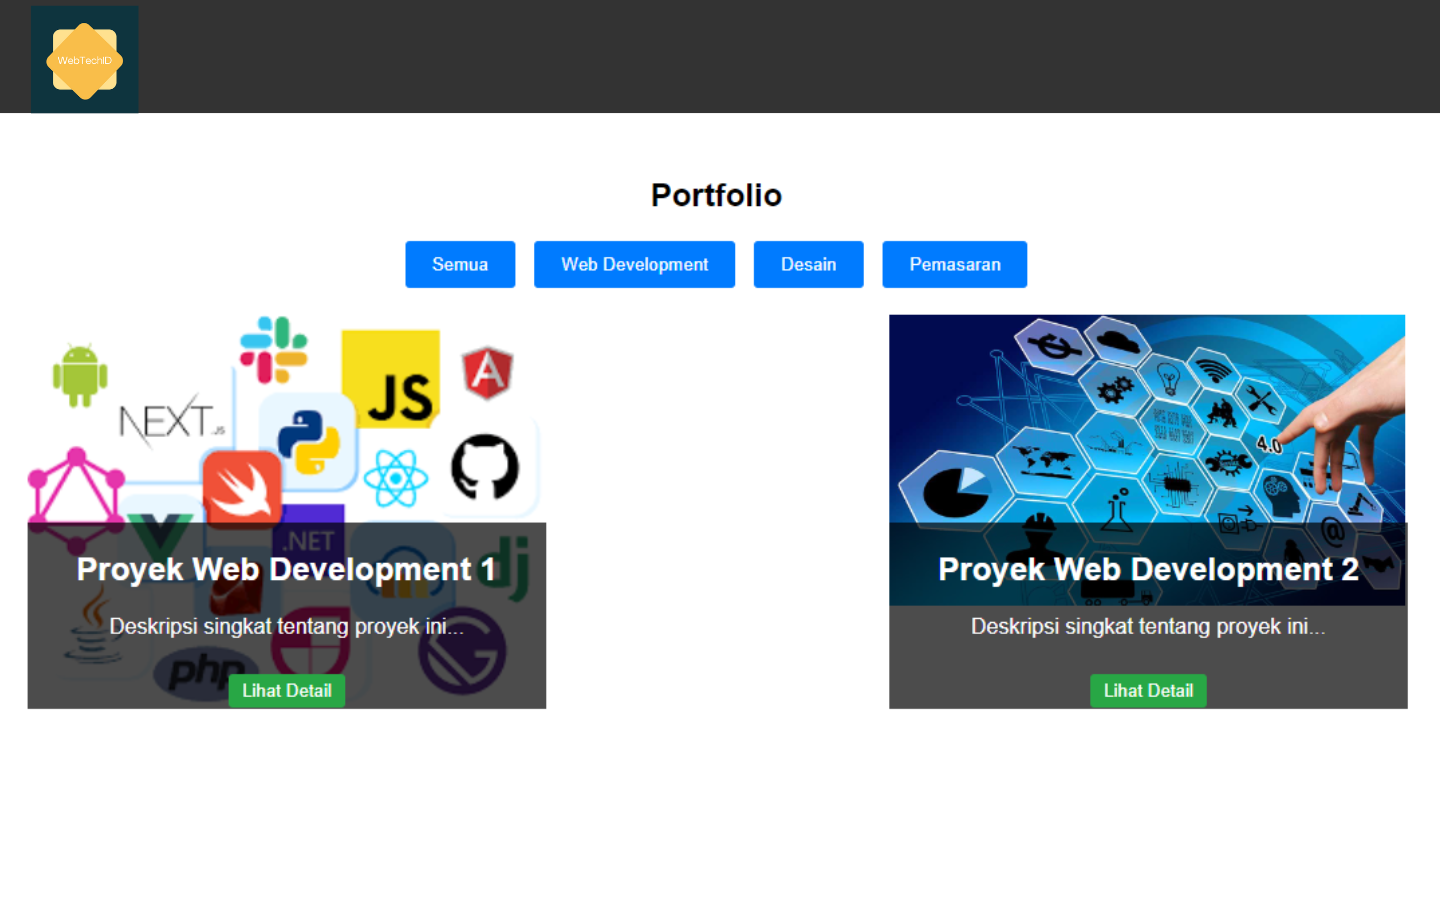 WebTechID
Portfolio
Semua
Web Development
Desain
Pemasaran
NEXT.JS
JS
A
.NET
dj
php
4.0
@
Proyek Web Development 1
Deskripsi singkat tentang proyek ini...
Lihat Detail
Proyek Web Development 2
Deskripsi singkat tentang proyek ini...
Lihat Detail